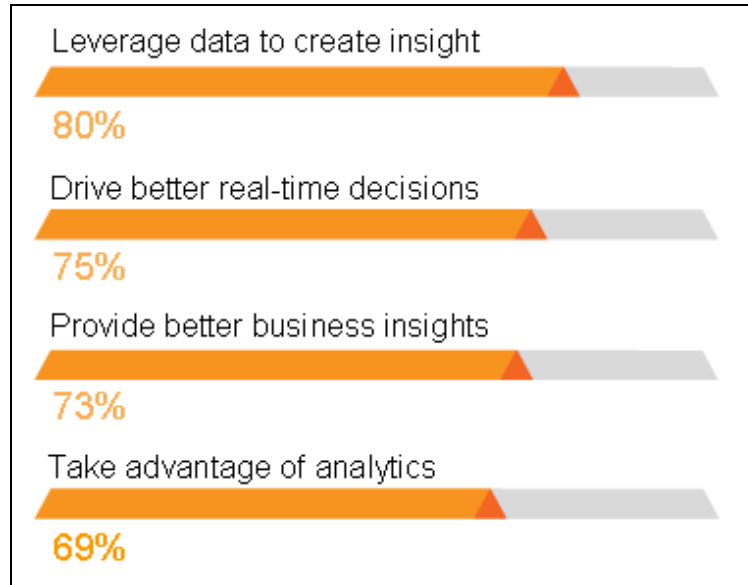 Leverage data to create insight
80%
Drive better real-time decisions
75%
Provide better business insights
73%
Take advantage of analytics
69%